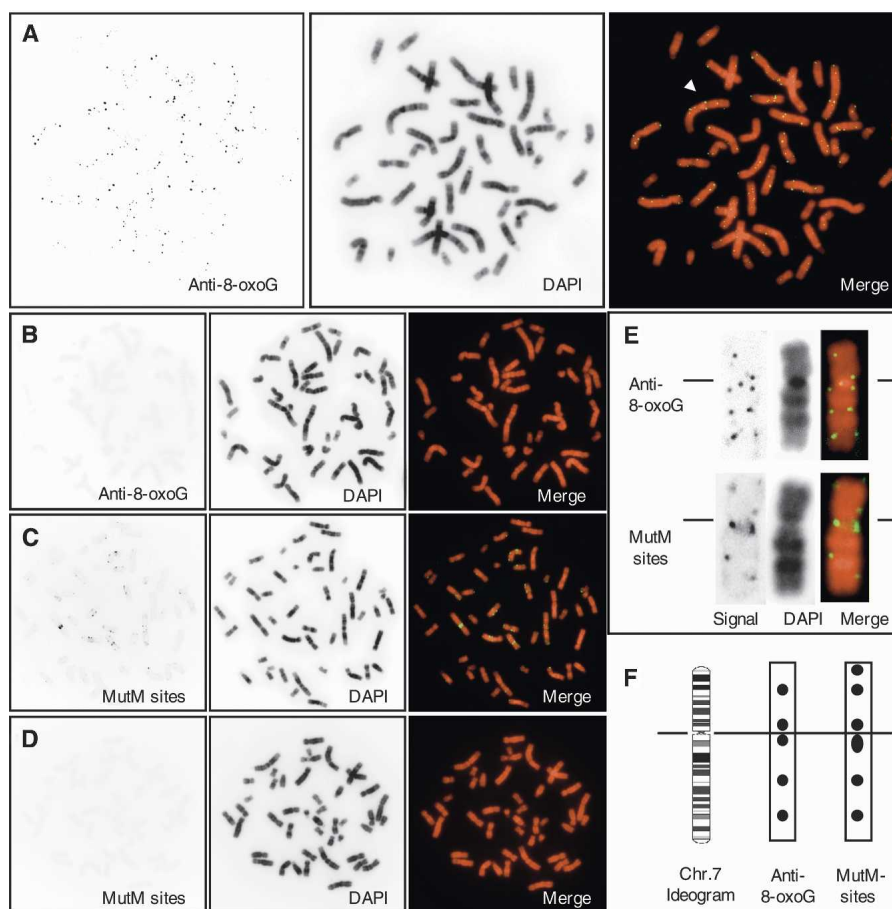 A
Anti-8-oxoG
DAPI
Merge
B
Anti-8-oxoG
DAPI
Merge
C
MutM sites
DAPI
Merge
D
MutM sites
DAPI
Merge
E
Anti-
8-oxoG
MutM
sites
Signal
DAPI
Merge
F
Chr.7
Ideogram
Anti-
8-oxoG
MutM-
sites